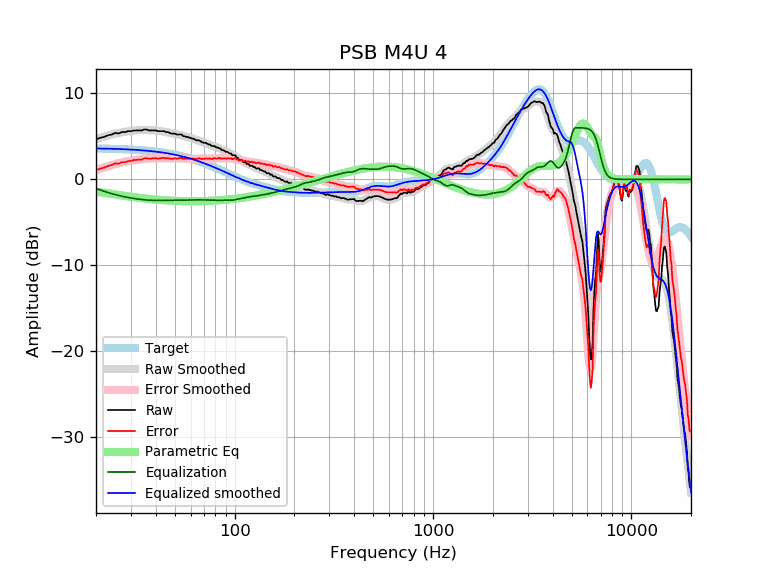 PSB M4U 4
10
0
−10
−20
−30
Amplitude (dBr)
Target
Raw Smoothed
Error Smoothed
Raw
Error
Parametric Eq
Equalization
Equalized smoothed
100 1000 10000
Frequency (Hz)